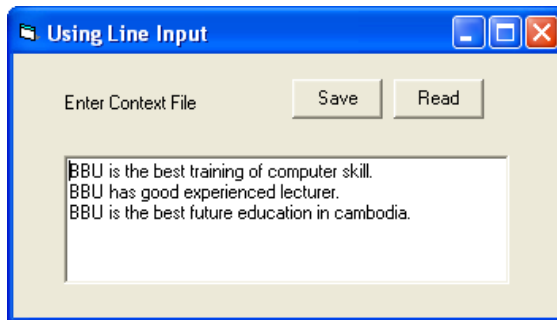 Using Line Input
Enter Context File
Save
Read
BBU is the best training of computer skill.
BBU has good experienced lecturer.
BBU is the best future education in cambodia.